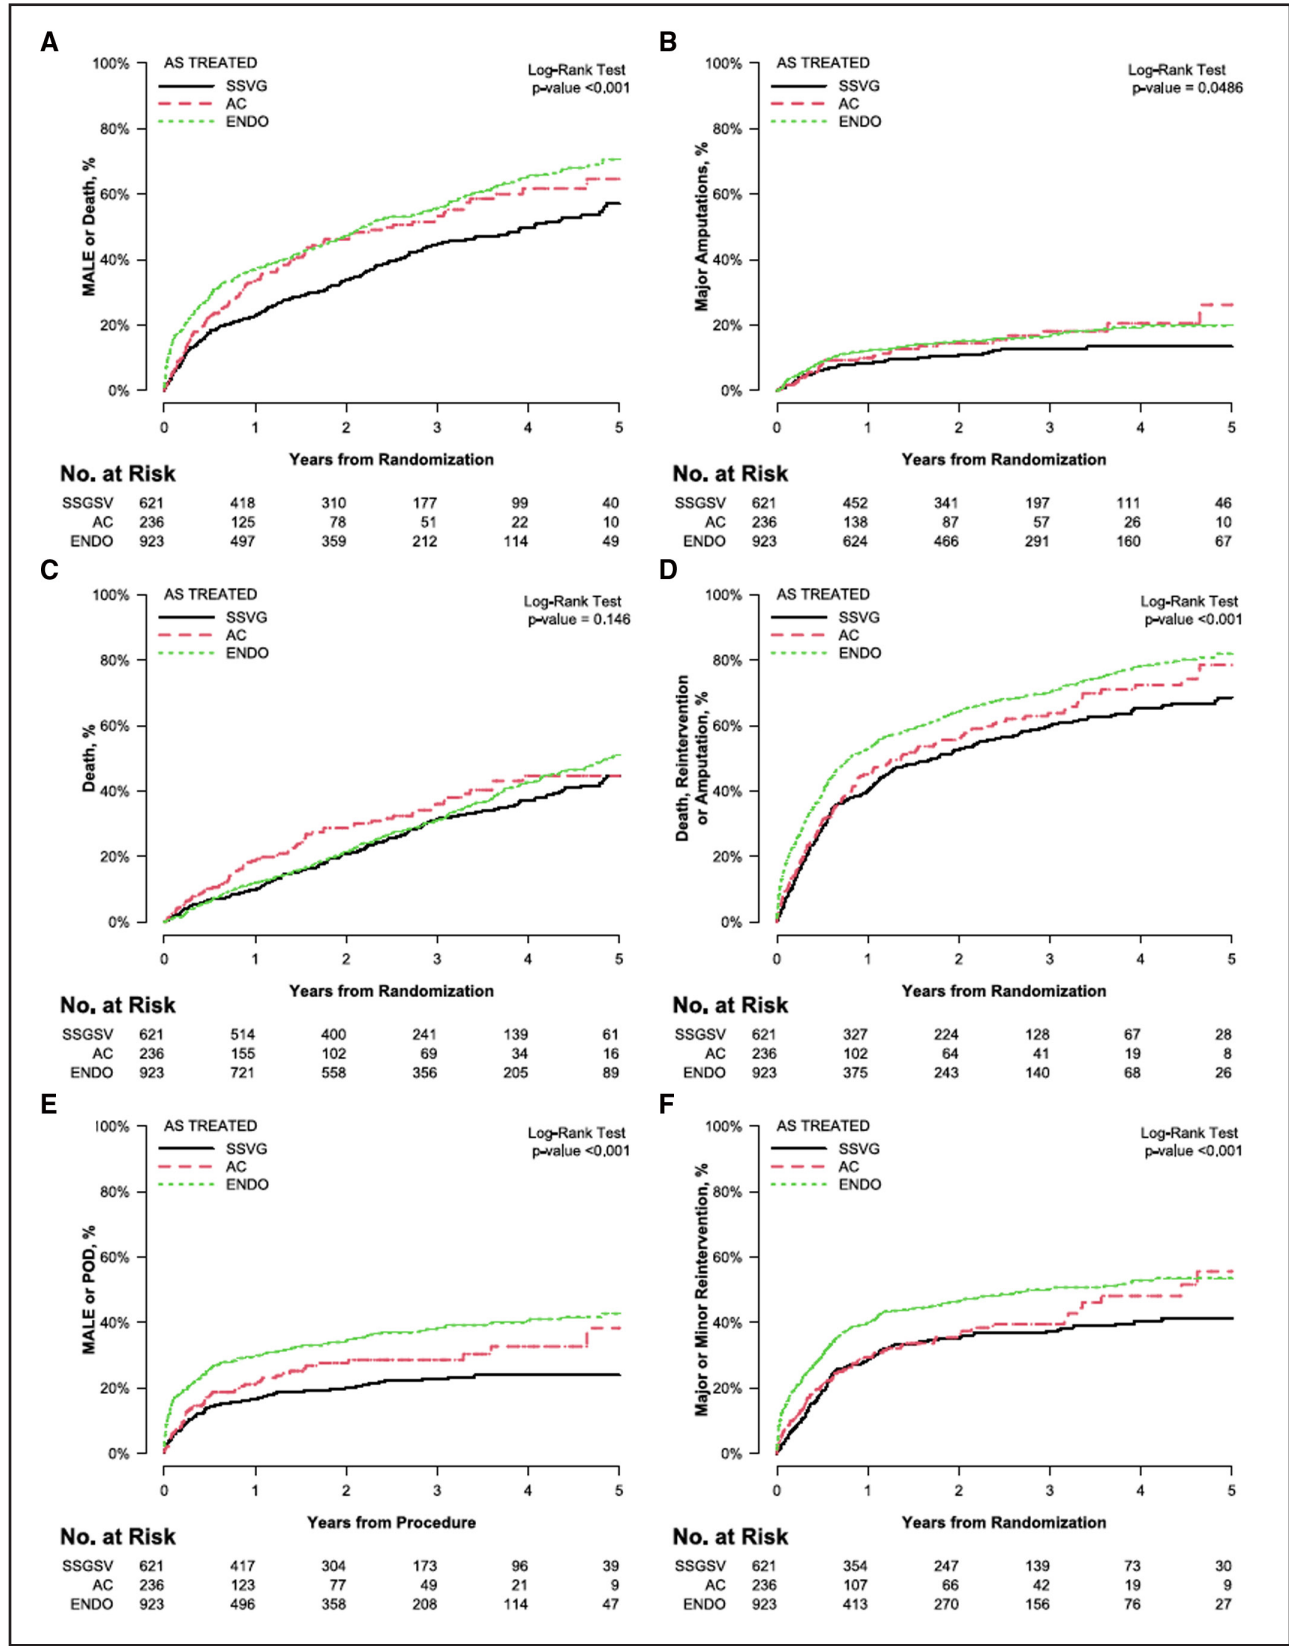 A
AS TREATED
SSVG
AC
ENDO
Log-Rank Test
p-value <0.001
MALE or Death, %
100%
80%
60%
40%
20%
0%
0 1 2 3 4 5
Years from Randomization
No. at Risk
SSGSV 621 418 310 177 99 40
AC 236 125 78 51 22 10
ENDO 923 497 359 212 114 49
B
AS TREATED
SSVG
AC
ENDO
Log-Rank Test
p-value = 0.0486
Major Amputations, %
100%
80%
60%
40%
20%
0%
0 1 2 3 4 5
Years from Randomization
No. at Risk
SSGSV 621 452 341 197 111 46
AC 236 138 87 57 26 10
ENDO 923 624 466 291 160 67
C
AS TREATED
SSVG
AC
ENDO
Log-Rank Test
p-value = 0.146
Death, %
100%
80%
60%
40%
20%
0%
0 1 2 3 4 5
Years from Randomization
No. at Risk
SSGSV 621 514 400 241 139 61
AC 236 155 102 69 34 16
ENDO 923 721 558 356 205 89
D
AS TREATED
SSVG
AC
ENDO
Log-Rank Test
p-value <0.001
Death, Reintervention
or Amputation, %
100%
80%
60%
40%
20%
0%
0 1 2 3 4 5
Years from Randomization
No. at Risk
SSGSV 621 327 224 128 67 28
AC 236 102 64 41 19 8
ENDO 923 375 243 140 68 26
E
AS TREATED
SSVG
AC
ENDO
Log-Rank Test
p-value <0.001
MALE or POD, %
100%
80%
60%
40%
20%
0%
0 1 2 3 4 5
Years from Procedure
No. at Risk
SSGSV 621 417 304 173 96 39
AC 236 123 77 49 21 9
ENDO 923 496 358 208 114 47
F
AS TREATED
SSVG
AC
ENDO
Log-Rank Test
p-value <0.001
Major or Minor Reintervention, %
100%
80%
60%
40%
20%
0%
0 1 2 3 4 5
Years from Randomization
No. at Risk
SSGSV 621 354 247 139 73 30
AC 236 107 66 42 19 9
ENDO 923 413 270 156 76 27